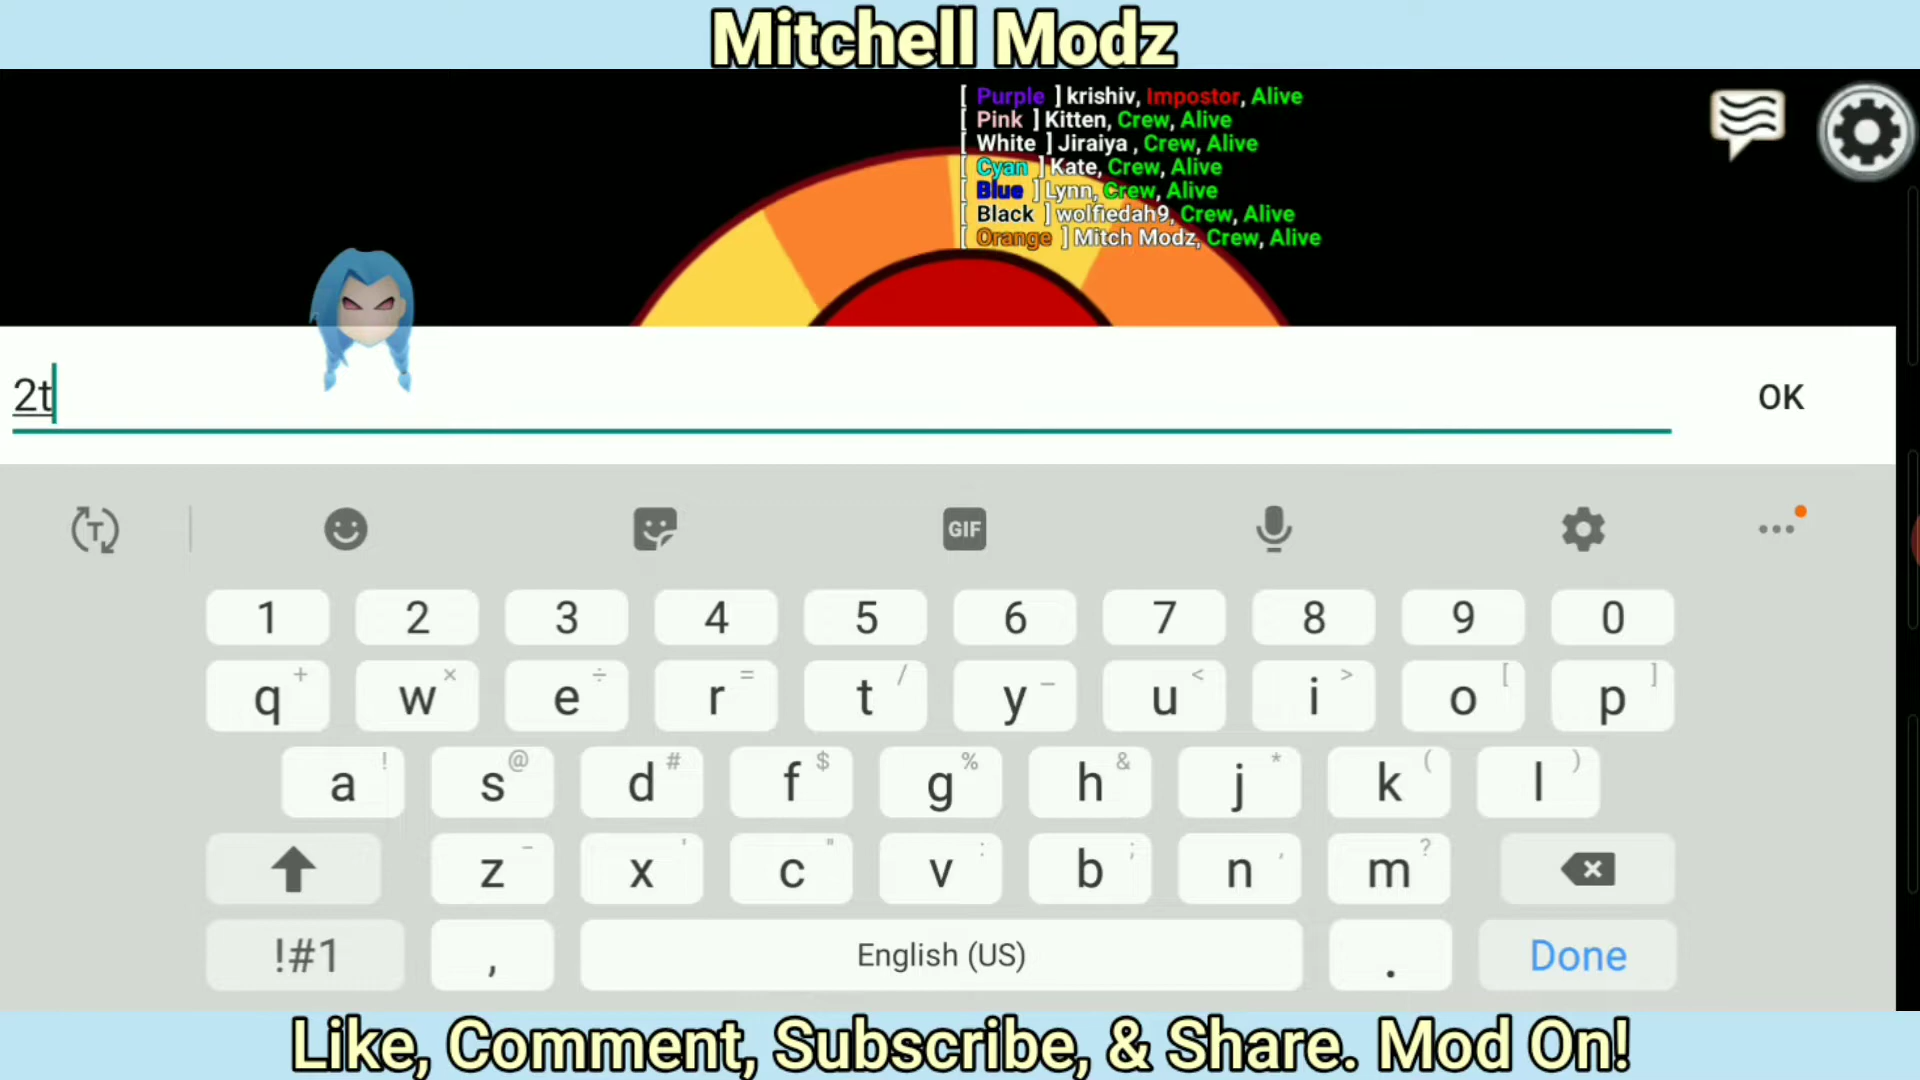 Mitchell Modz
[ Purple ] krishiv, Impostor, Alive
[ Pink ] Kitten, Crew, Alive
[ White ] Jiraiya , Crew, Alive
[ Cyan ] Kate, Crew, Alive
[ Blue ] Lynn, Crew, Alive
[ Black ] wolfiedah9, Crew, Alive
[ Orange ] Mitch Modz, Crew, Alive
2t OK
T GIF
1 2 3 4 5 6 7 8 9 0
q + w × e ÷ r = t / y _ u < i > o [ p ]
a ! s @ d # f $ g % h & j * k ( l )
z - x ' c " v : b ; n , m ?
!#1 , English (US) . Done
Like, Comment, Subscribe, & Share. Mod On!